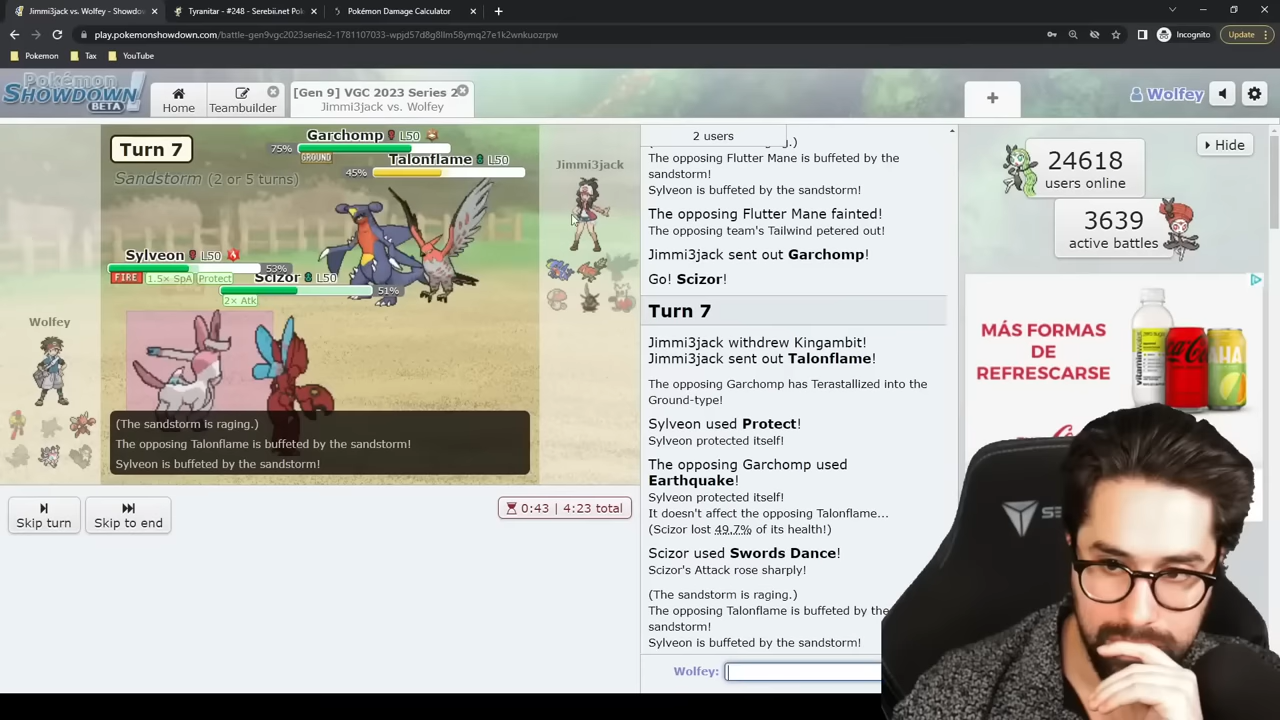 Jimmi3jack vs. Wolfey - Showdow
Tyranitar - #248 - Serebii.net Pok
Pokémon Damage Calculator
play.pokemonshowdown.com/battle-gen9vgc2023series2-1781107033-wpjd57d8g8llm58ymq27e1k2wnkuozrpw
Incognito
Update
Pokemon
Tax
YouTube
Pokémon
SHOWDOWN!
BETA
Home
Teambuilder
[Gen 9] VGC 2023 Series 2
Jimmi3jack vs. Wolfey
Wolfey
Turn 7
Sandstorm (2 or 5 turns)
Garchomp L50
75%
GROUND
Talonflame L50
45%
Sylveon L50
53%
FIRE 1.5× SpA Protect
Scizor L50
51%
2× Atk
Jimmi3jack
Wolfey
(The sandstorm is raging.)
The opposing Talonflame is buffeted by the sandstorm!
Sylveon is buffeted by the sandstorm!
Skip turn
Skip to end
0:43 | 4:23 total
2 users
The opposing Flutter Mane is buffeted by the
sandstorm!
Sylveon is buffeted by the sandstorm!
The opposing Flutter Mane fainted!
The opposing team's Tailwind petered out!
Jimmi3jack sent out Garchomp!
Go! Scizor!
Turn 7
Jimmi3jack withdrew Kingambit!
Jimmi3jack sent out Talonflame!
The opposing Garchomp has Terastallized into the
Ground-type!
Sylveon used Protect!
Sylveon protected itself!
The opposing Garchomp used
Earthquake!
Sylveon protected itself!
It doesn't affect the opposing Talonflame...
(Scizor lost 49.7% of its health!)
Scizor used Swords Dance!
Scizor's Attack rose sharply!
(The sandstorm is raging.)
The opposing Talonflame is buffeted by the
sandstorm!
Sylveon is buffeted by the sandstorm!
Wolfey:
24618
users online
3639
active battles
Hide
MÁS FORMAS
DE
REFRESCARSE